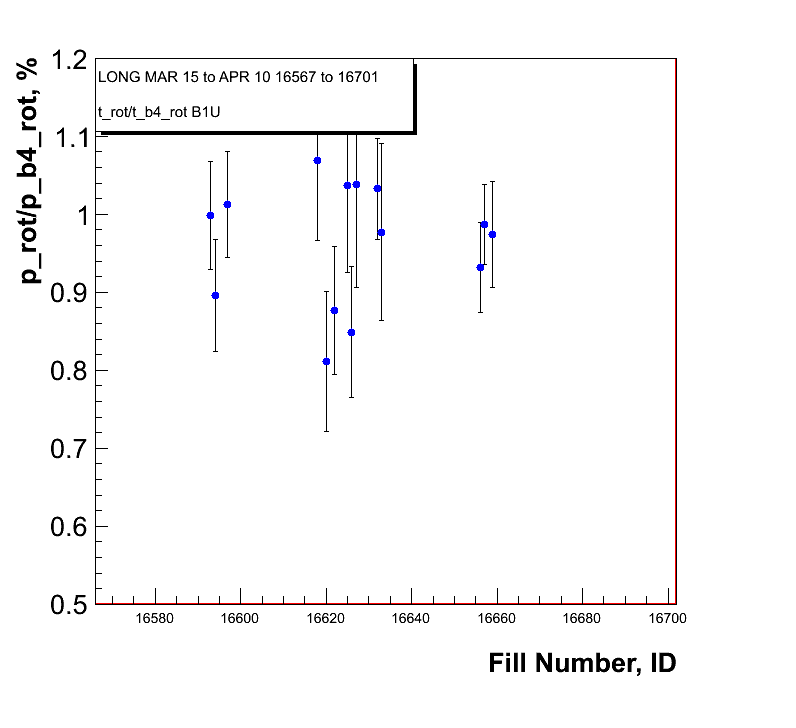 LONG MAR 15 to APR 10 16567 to 16701
t_rot/t_b4_rot B1U
p_rot/p_b4_rot, %
1.2
1.1
1
0.9
0.8
0.7
0.6
0.5
16580 16600 16620 16640 16660 16680 16700
Fill Number, ID